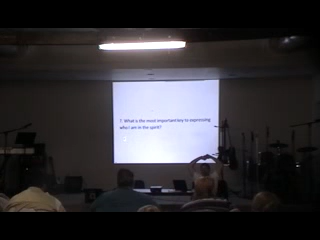 7. What is the most important key to expressing
who I am in the spirit?